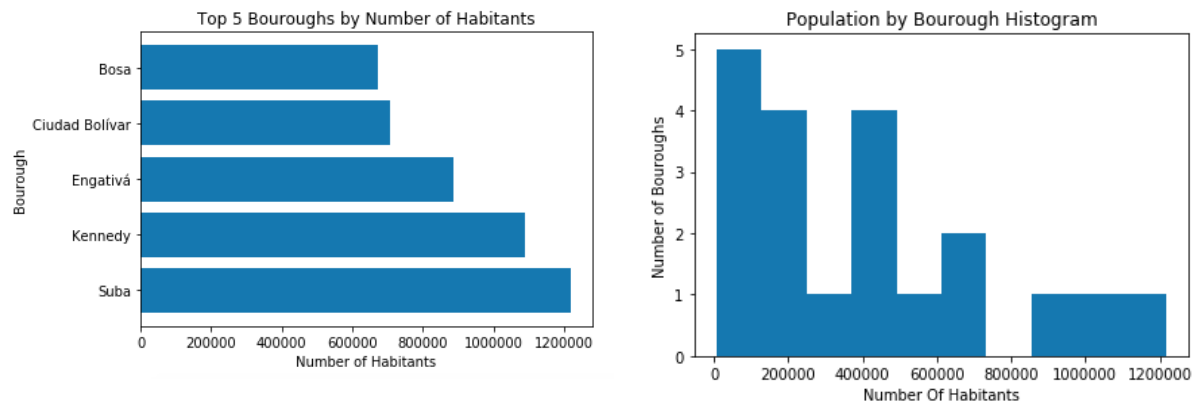 Top 5 Bouroughs by Number of Habitants
Bourough
Bosa
Ciudad Bolívar
Engativá
Kennedy
Suba
0 200000 400000 600000 800000 1000000 1200000
Number of Habitants
Population by Bourough Histogram
Number of Bouroughs
5
4
3
2
1
0
0 200000 400000 600000 800000 1000000 1200000
Number Of Habitants